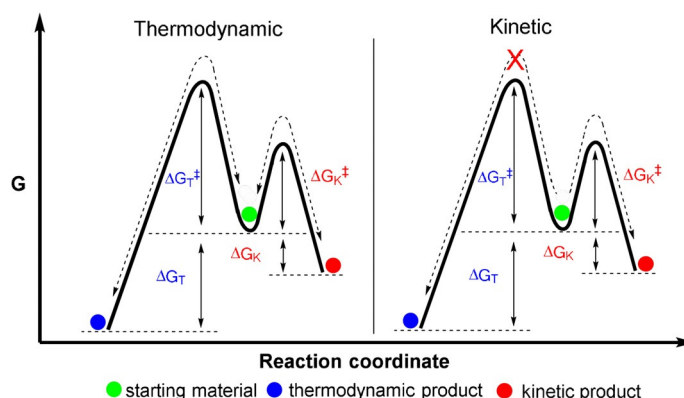 Thermodynamic
Kinetic
X
G
ΔG_T‡
ΔG_K‡
ΔG_T‡
ΔG_K‡
ΔG_K
ΔG_K
ΔG_T
ΔG_T
Reaction coordinate
starting material thermodynamic product kinetic product